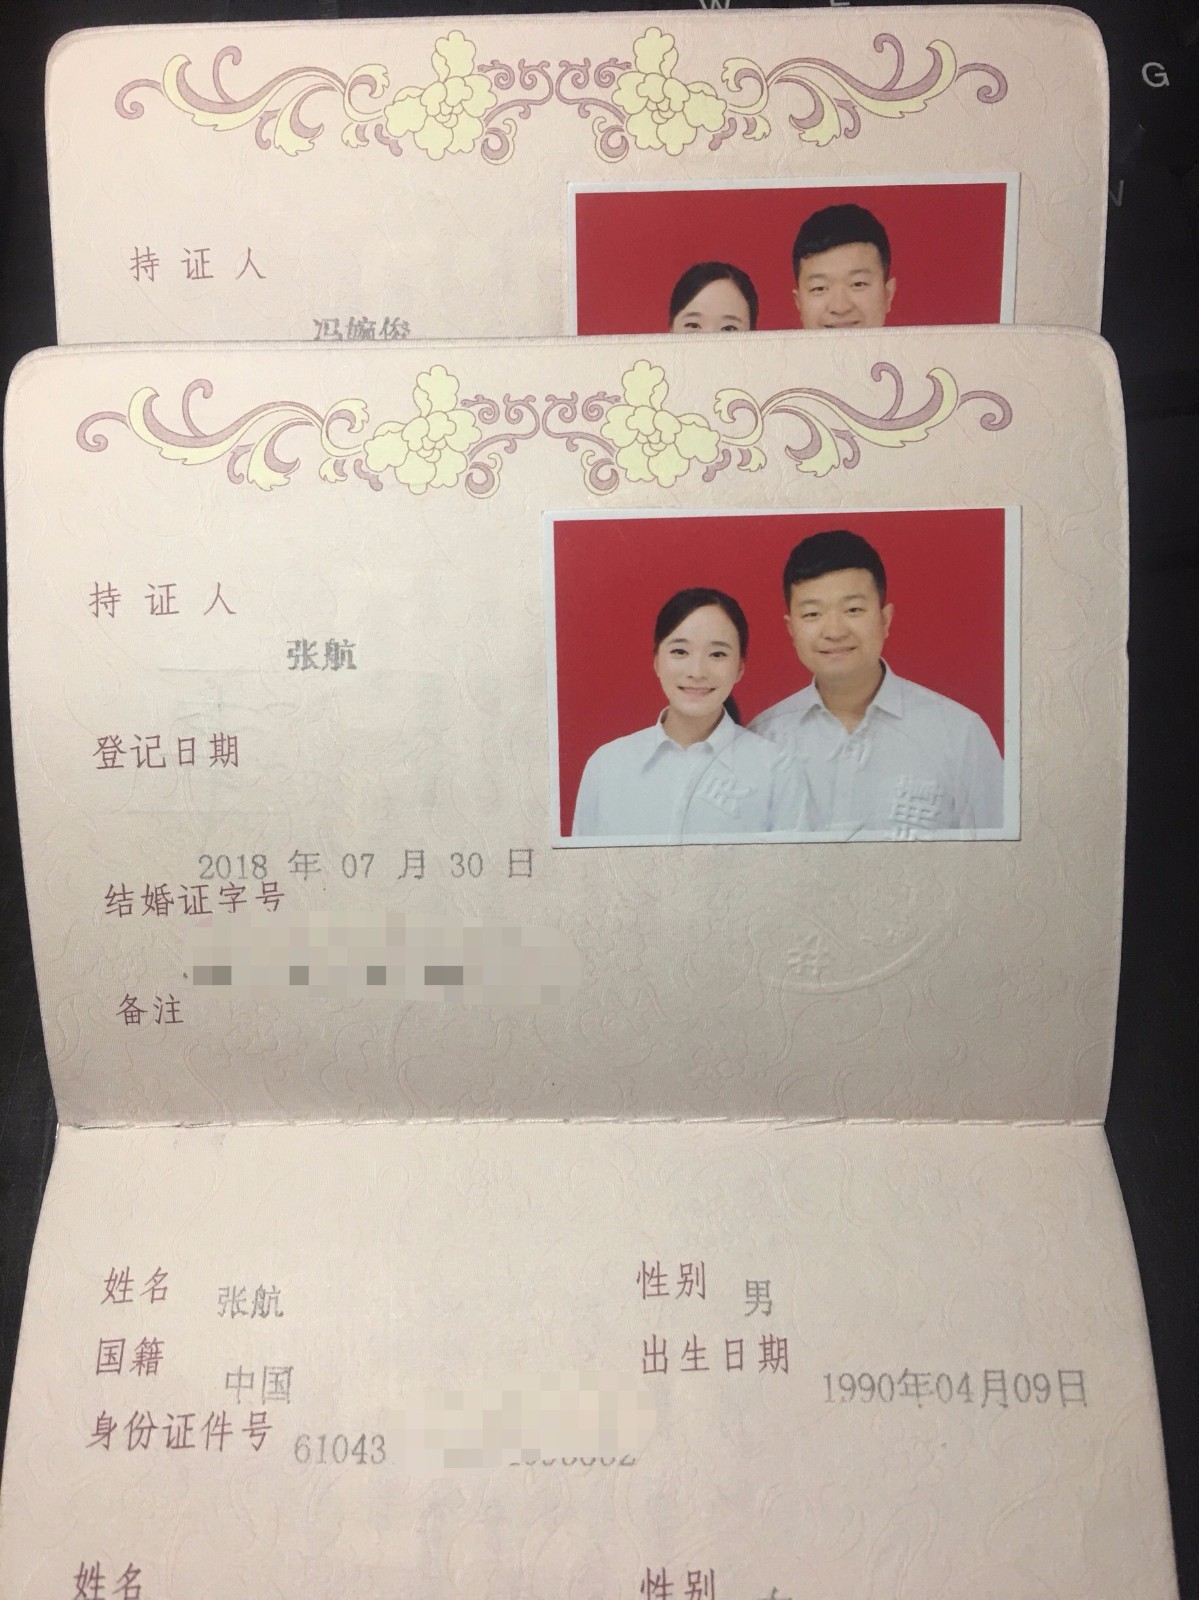 W E
G
持证人
冯婉俊
持证人
张航
登记日期
2018 年 07 月 30 日
结婚证字号
备注
姓名 张航 性别 男
国籍 中国 出生日期 1990年04月09日
身份证件号 61043
姓名 性别